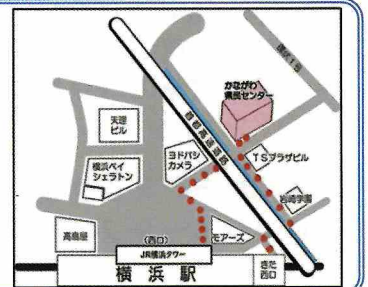 かながわ
県民センター
環状1号
天理
ビル
首都高速道路
ヨドバシ
カメラ
TSプラザビル
横浜ベイ
シェラトン
岩崎学園
高島屋
(西口)
モアーズ
JR横浜タワー
きた
西口
横浜駅